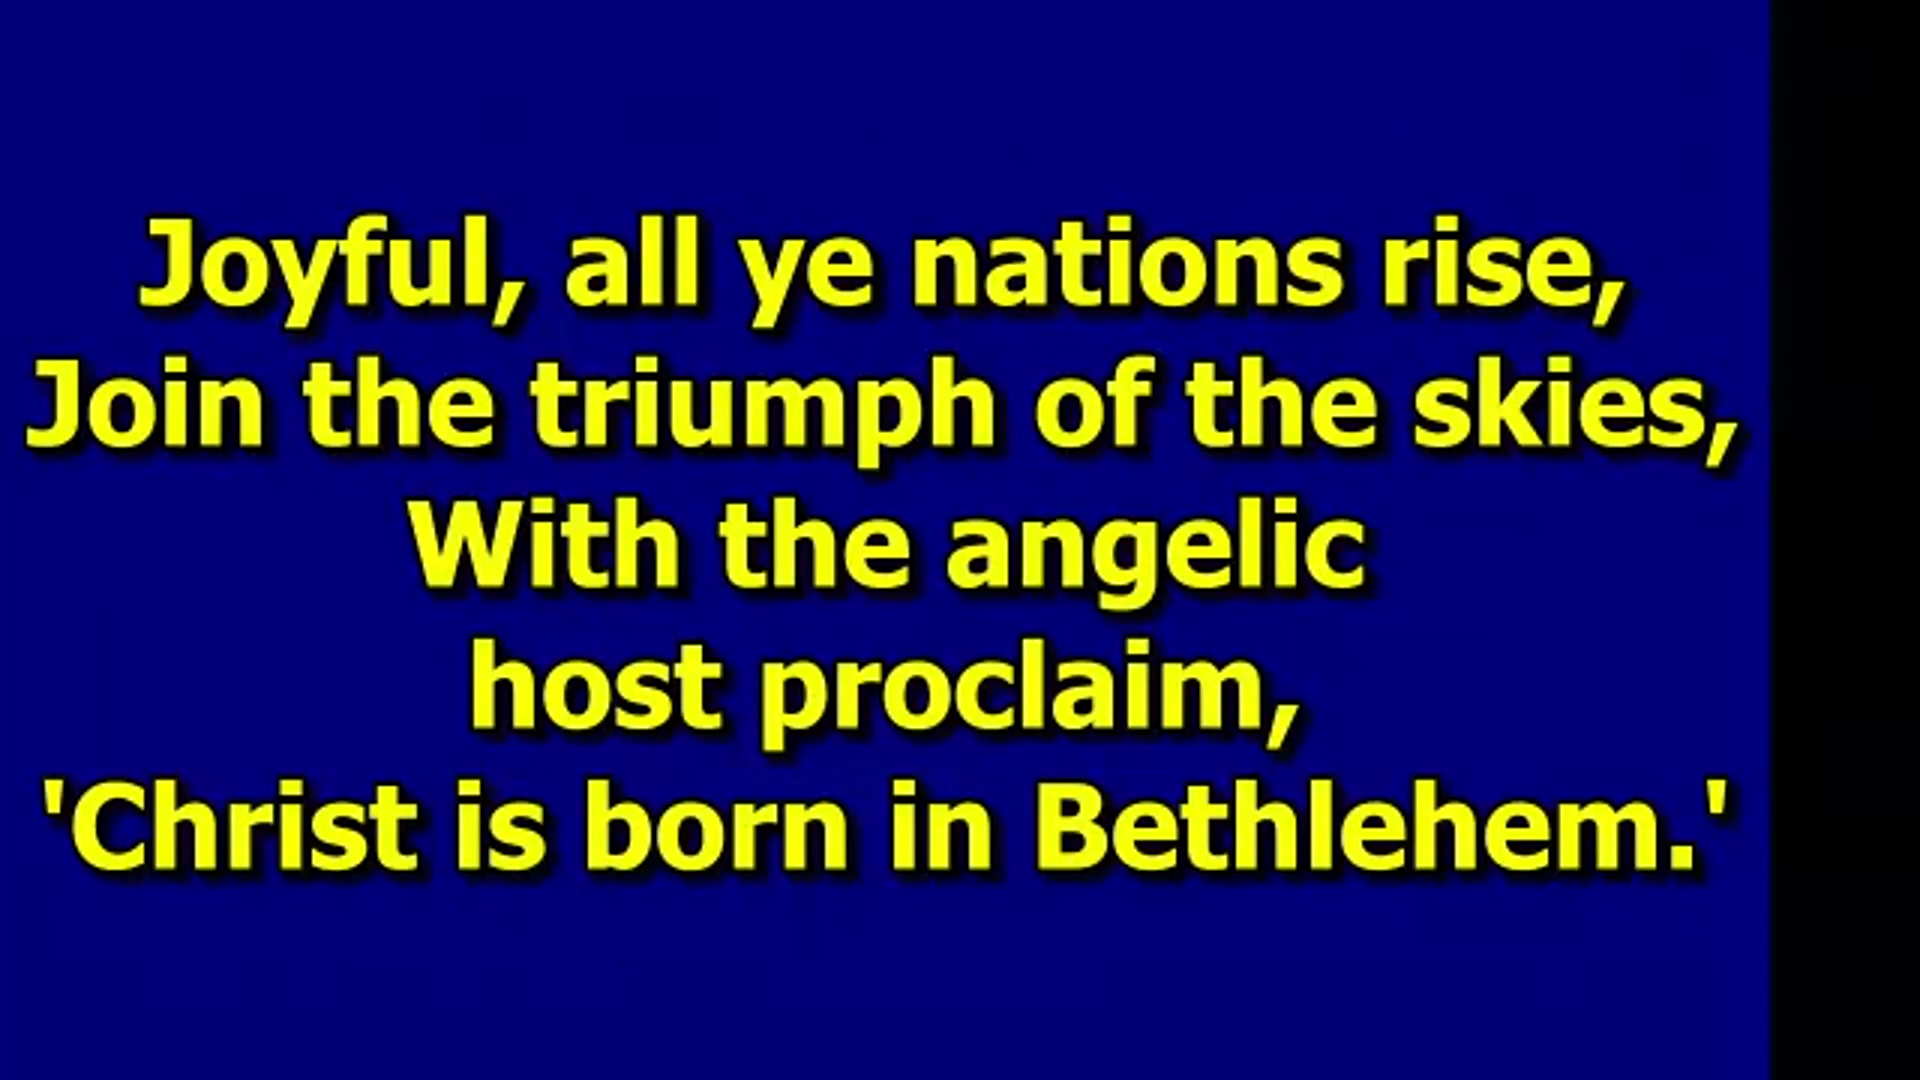 Joyful, all ye nations rise,
Join the triumph of the skies,
With the angelic
host proclaim,
'Christ is born in Bethlehem.'